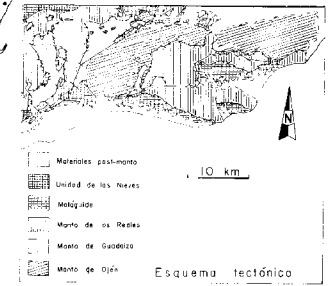 10 km
N
Materiales post-manto
Unidad de las Nieves
Maláguide
Manto de os Reales
Manto de Guadaiza
Manto de Ojén
Esquema tectónico